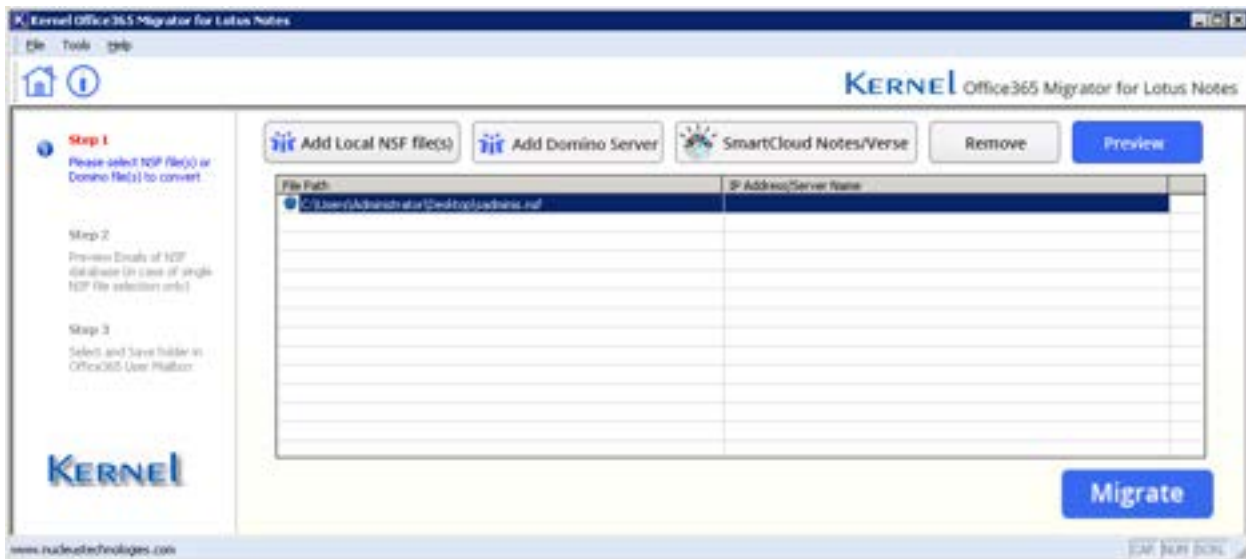 Kernel Office365 Migrator for Lotus Notes
File Tools Help
KERNEL Office365 Migrator for Lotus Notes
Step 1
Please select NSF file(s) or
Domino file(s) to convert
Add Local NSF file(s) Add Domino Server SmartCloud Notes/Verse Remove Preview
File Path IP Address/Server Name
C:\Users\Administrator\Desktop\
Step 2
Preview Emails of NSF
database (in case of single
NSF file selection only)
Step 3
Select and Save folder in
Office365 User Mailbox
KERNEL
Migrate
www.nucleustechnologies.com
CAP NUM SCRL